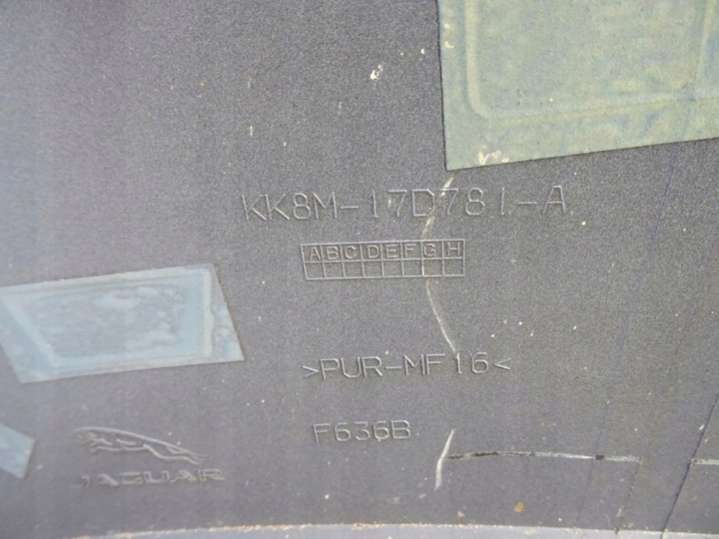 KK8M-17D781-A
ABCDEFGH
>PUR-MF16<
F636B
JAGUAR